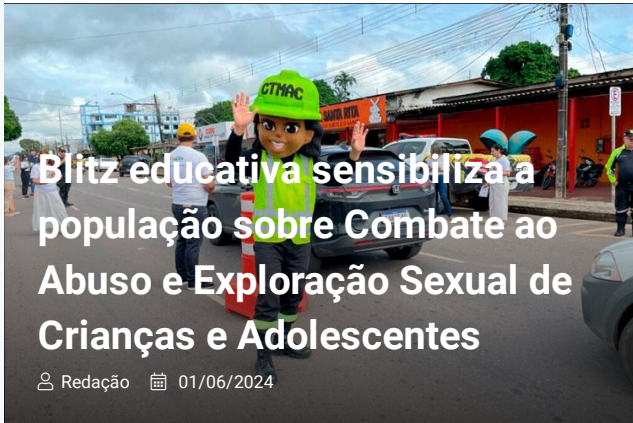 CTMAC
SANTA RITA
Blitz educativa sensibiliza a
população sobre Combate ao
Abuso e Exploração Sexual de
Crianças e Adolescentes
Redação 01/06/2024